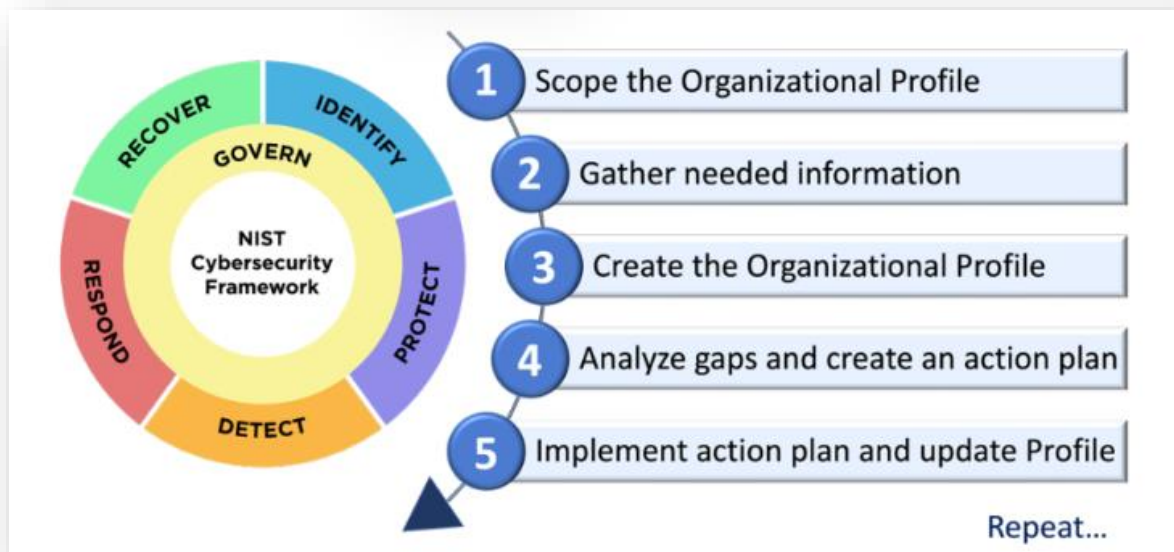 RECOVER
IDENTIFY
GOVERN
NIST
Cybersecurity
Framework
RESPOND
PROTECT
DETECT
1 Scope the Organizational Profile
2 Gather needed information
3 Create the Organizational Profile
4 Analyze gaps and create an action plan
5 Implement action plan and update Profile
Repeat...